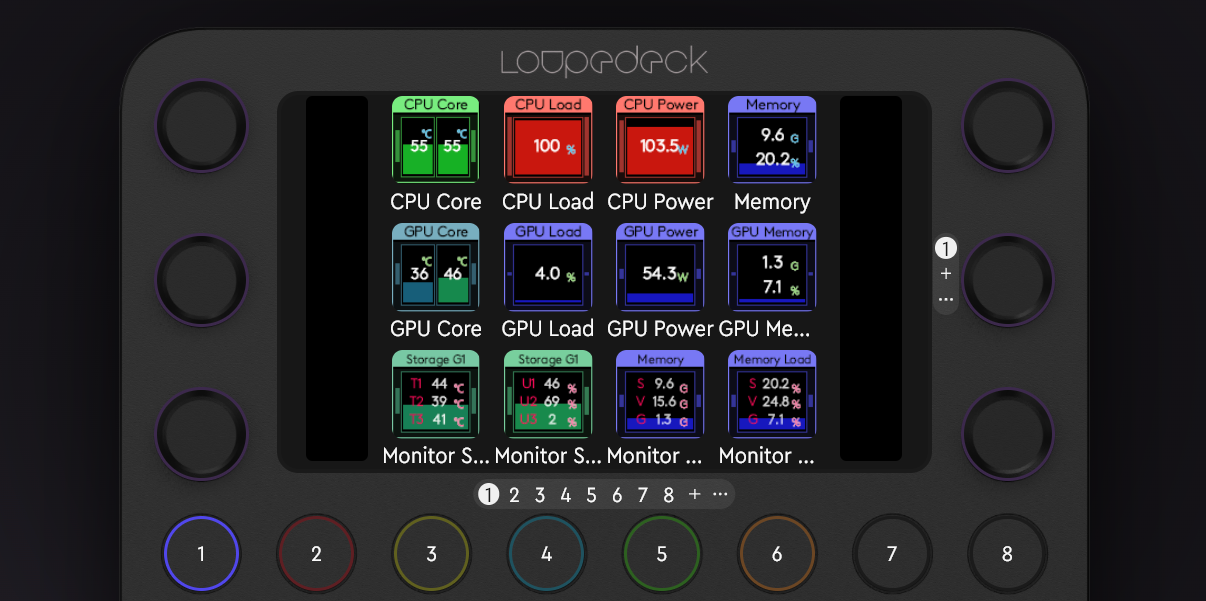 Loupedeck
CPU Core CPU Load CPU Power Memory
55 ℃ 55 ℃ 100 % 103.5 W 9.6 G
20.2 %
CPU Core CPU Load CPU Power Memory
GPU Core GPU Load GPU Power GPU Memory
36 ℃ 46 ℃ 4.0 % 54.3 W 1.3 G
7.1 %
1
+
...
GPU Core GPU Load GPU Power GPU Me...
Storage G1 Storage G1 Memory Memory Load
T1 44 ℃ U1 46 % S 9.6 G S 20.2 %
T2 39 ℃ U2 69 % V 15.6 G V 24.8 %
T3 41 ℃ U3 2 % G 1.3 G G 7.1 %
Monitor S... Monitor S... Monitor ... Monitor ...
1 2 3 4 5 6 7 8 + ...
1 2 3 4 5 6 7 8